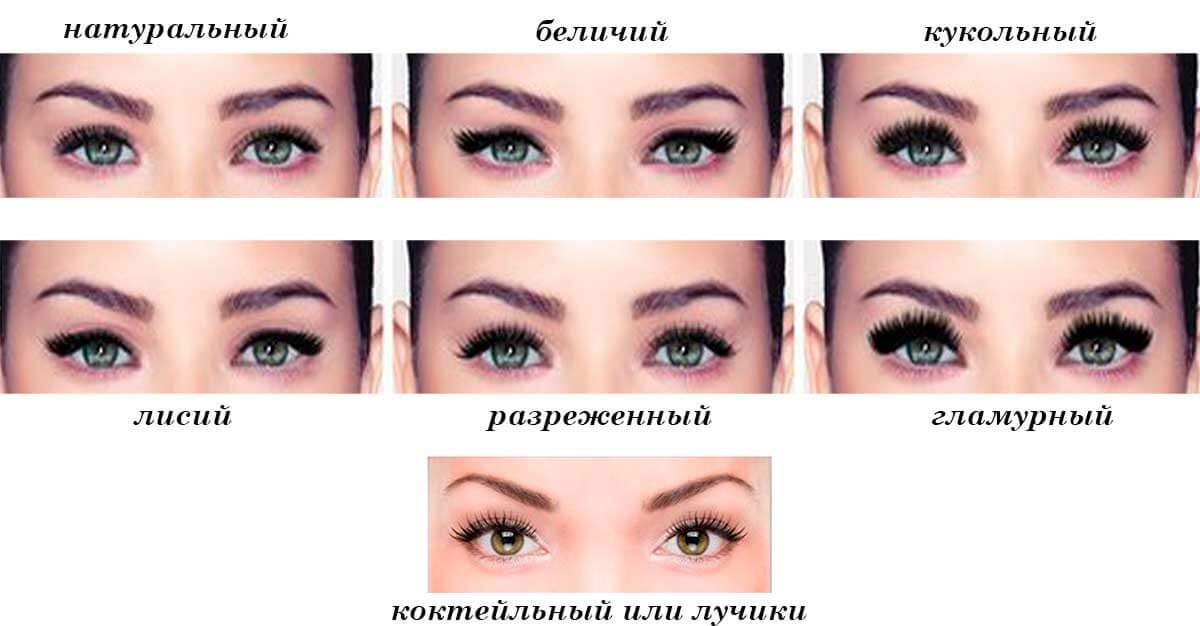 натуральный
беличий
кукольный
лисий
разреженный
гламурный
коктейльный или лучики